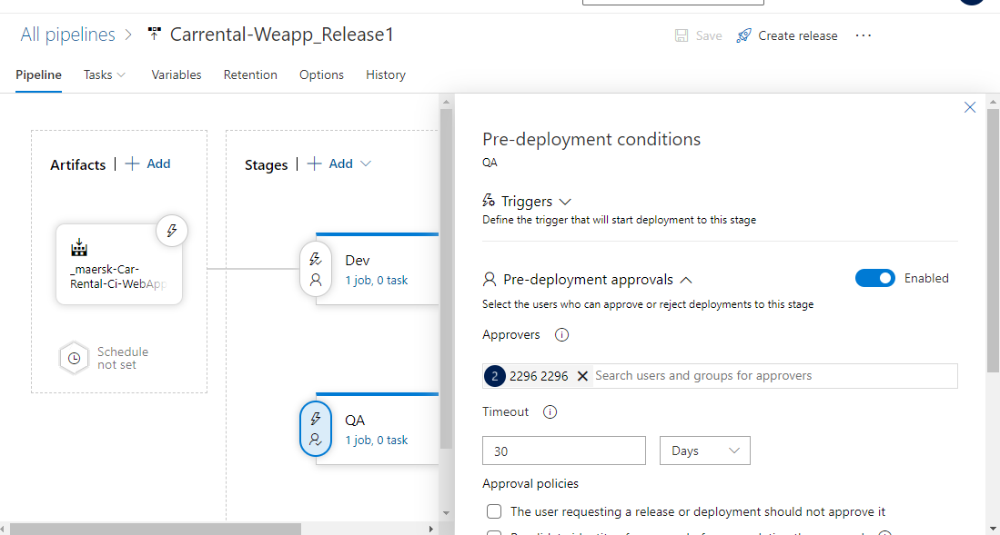 All pipelines > Carrental-Weapp_Release1
Save Create release ...
Pipeline Tasks Variables Retention Options History
Artifacts | + Add
Stages | + Add
_maersk-Car-
Rental-Ci-WebApp
Schedule
not set
Dev
1 job, 0 task
QA
1 job, 0 task
Pre-deployment conditions
QA
Triggers
Define the trigger that will start deployment to this stage
Pre-deployment approvals
Enabled
Select the users who can approve or reject deployments to this stage
Approvers
2 2296 2296 Search users and groups for approvers
Timeout
30 Days
Approval policies
The user requesting a release or deployment should not approve it